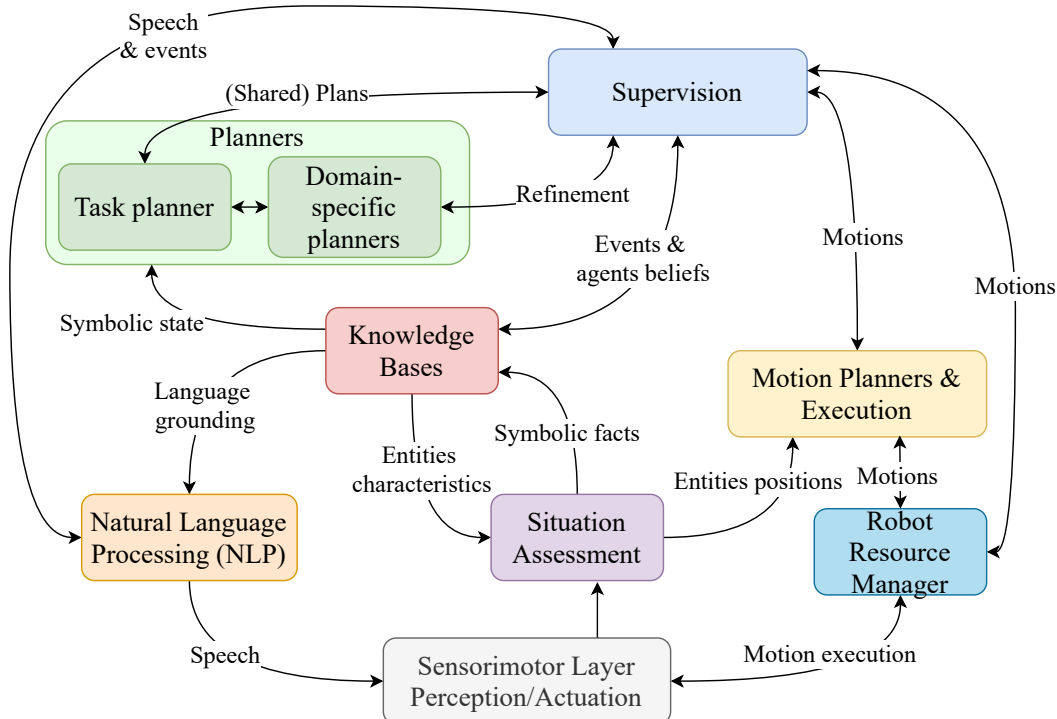 Speech
& events
Supervision
(Shared) Plans
Planners
Task planner
Domain-
specific
planners
Refinement
Events &
agents beliefs
Motions
Motions
Symbolic state
Knowledge
Bases
Motion Planners &
Execution
Language
grounding
Symbolic facts
Entities
characteristics
Entities positions
Motions
Natural Language
Processing (NLP)
Situation
Assessment
Robot
Resource
Manager
Speech
Sensorimotor Layer
Perception/Actuation
Motion execution